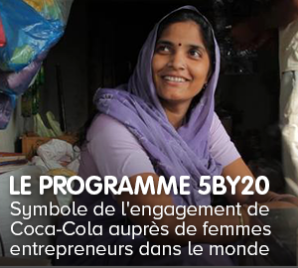 LE PROGRAMME 5BY20
Symbole de l'engagement de
Coca-Cola auprès de femmes
entrepreneurs dans le monde